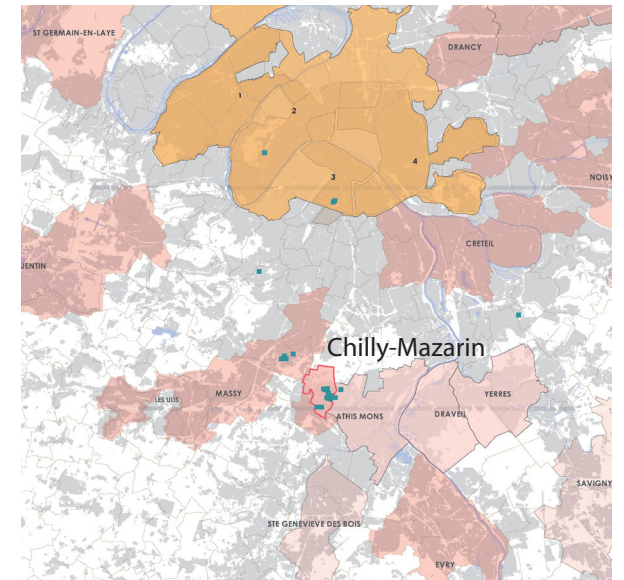 ST GERMAIN-EN-LAYE
DRANCY
1
2
3
4
NOISY
CRETEIL
UENTIN
Chilly-Mazarin
LES ULIS
MASSY
ATHIS MONS
DRAVEIL
YERRES
SAVIGNY
STE GENEVIEVE DES BOIS
EVRY